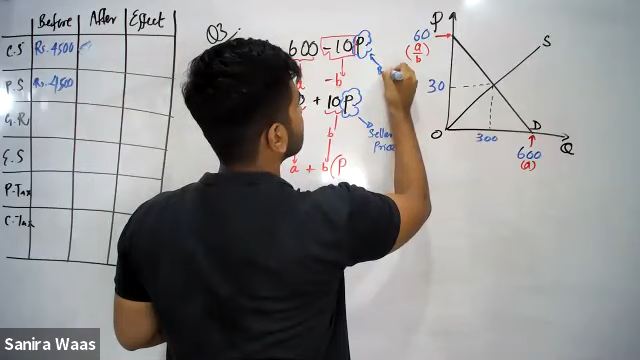 Before After Effect
C.S Rs. 4500
P.S Rs. 4500
G.R
E.S
P.Tax
C.Tax
Q3
600 - 10P
a -b
+ 10P
b
Seller
Price
a + b(P
P
60
(a/b)
30
O
300
S
D
600
(a)
Q
Sanira Waas